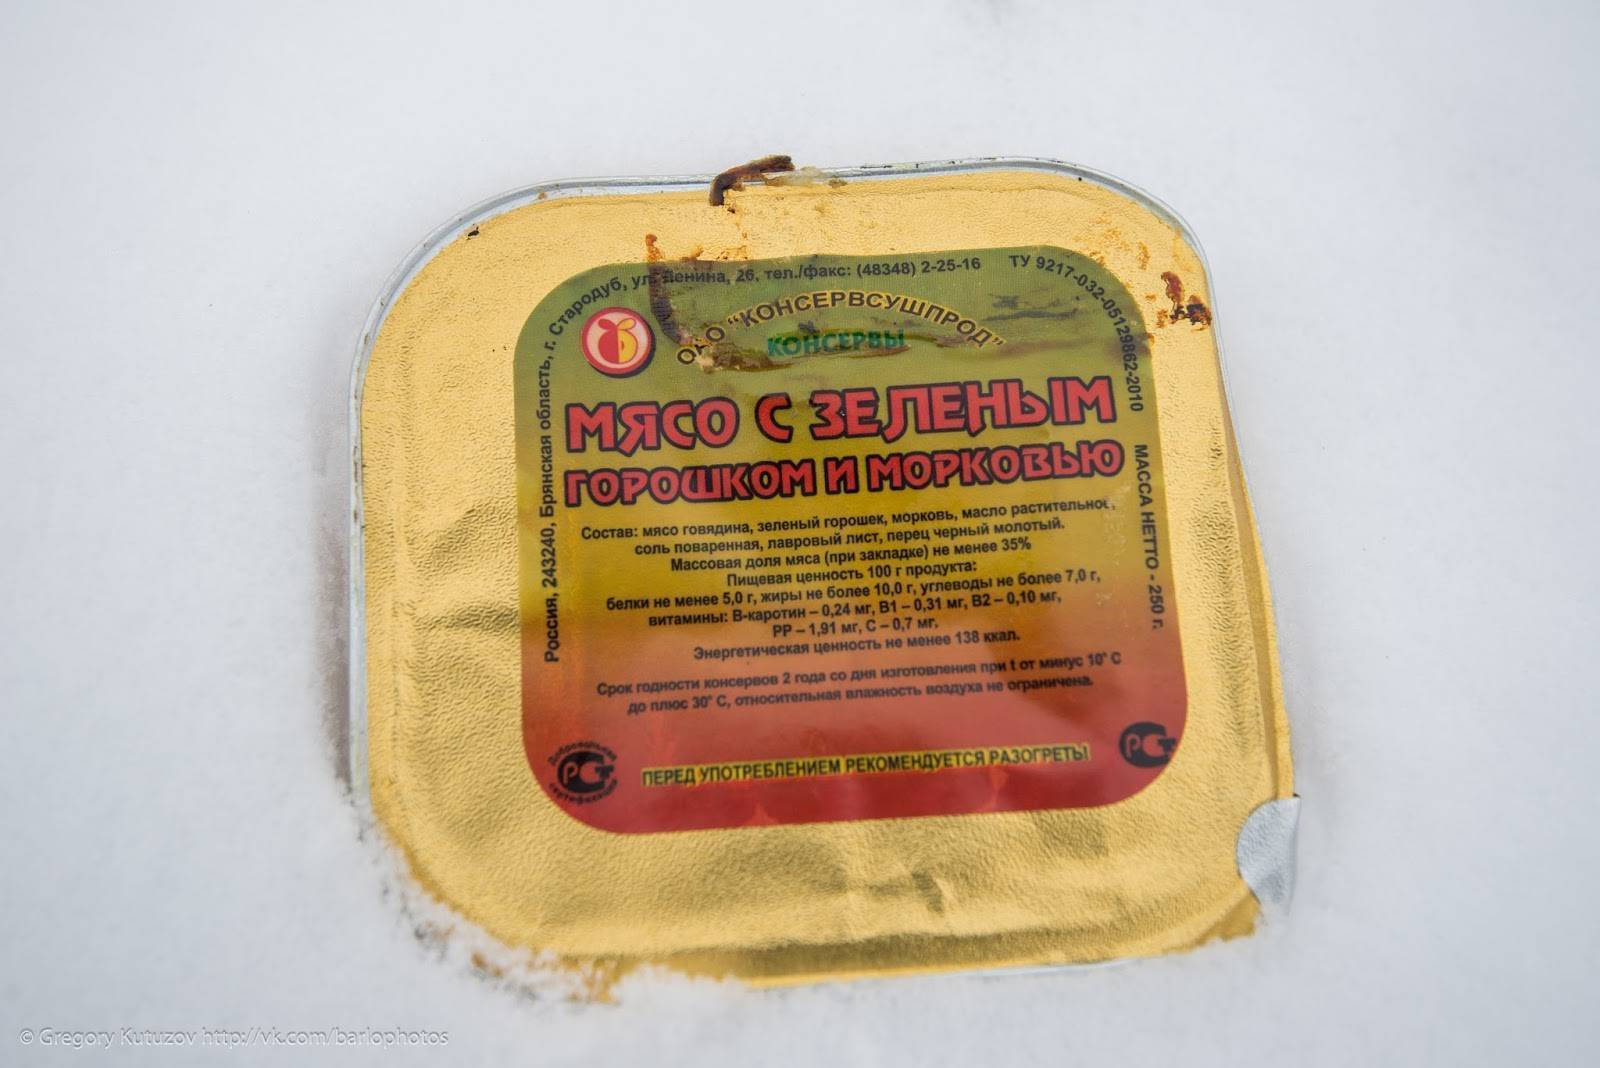 Россия, 243240, Брянская область, г. Стародуб, ул. Ленина, 26, тел./факс: (48348) 2-25-16
ТУ 9217-032-05129862-2010
МАССА НЕТТО - 250 г.
ОАО "КОНСЕРВСУШПРОД"
КОНСЕРВЫ
МЯСО С ЗЕЛЕНЫМ
ГОРОШКОМ И МОРКОВЬЮ
Состав: мясо говядина, зеленый горошек, морковь, масло растительное,
соль поваренная, лавровый лист, перец черный молотый.
Массовая доля мяса (при закладке) не менее 35%
Пищевая ценность 100 г продукта:
белки не менее 5,0 г, жиры не более 10,0 г, углеводы не более 7,0 г,
витамины: В-каротин – 0,24 мг, В1 – 0,31 мг, В2 – 0,10 мг,
РР – 1,91 мг, С – 0,7 мг.
Энергетическая ценность не менее 138 ккал.
Срок годности консервов 2 года со дня изготовления при t от минус 10° С
до плюс 30° С, относительная влажность воздуха не ограничена.
Добровольная
РСТ
сертификация
РСТ
ПЕРЕД УПОТРЕБЛЕНИЕМ РЕКОМЕНДУЕТСЯ РАЗОГРЕТЬ!
© Gregory Kutuzov http://vk.com/barlophotos